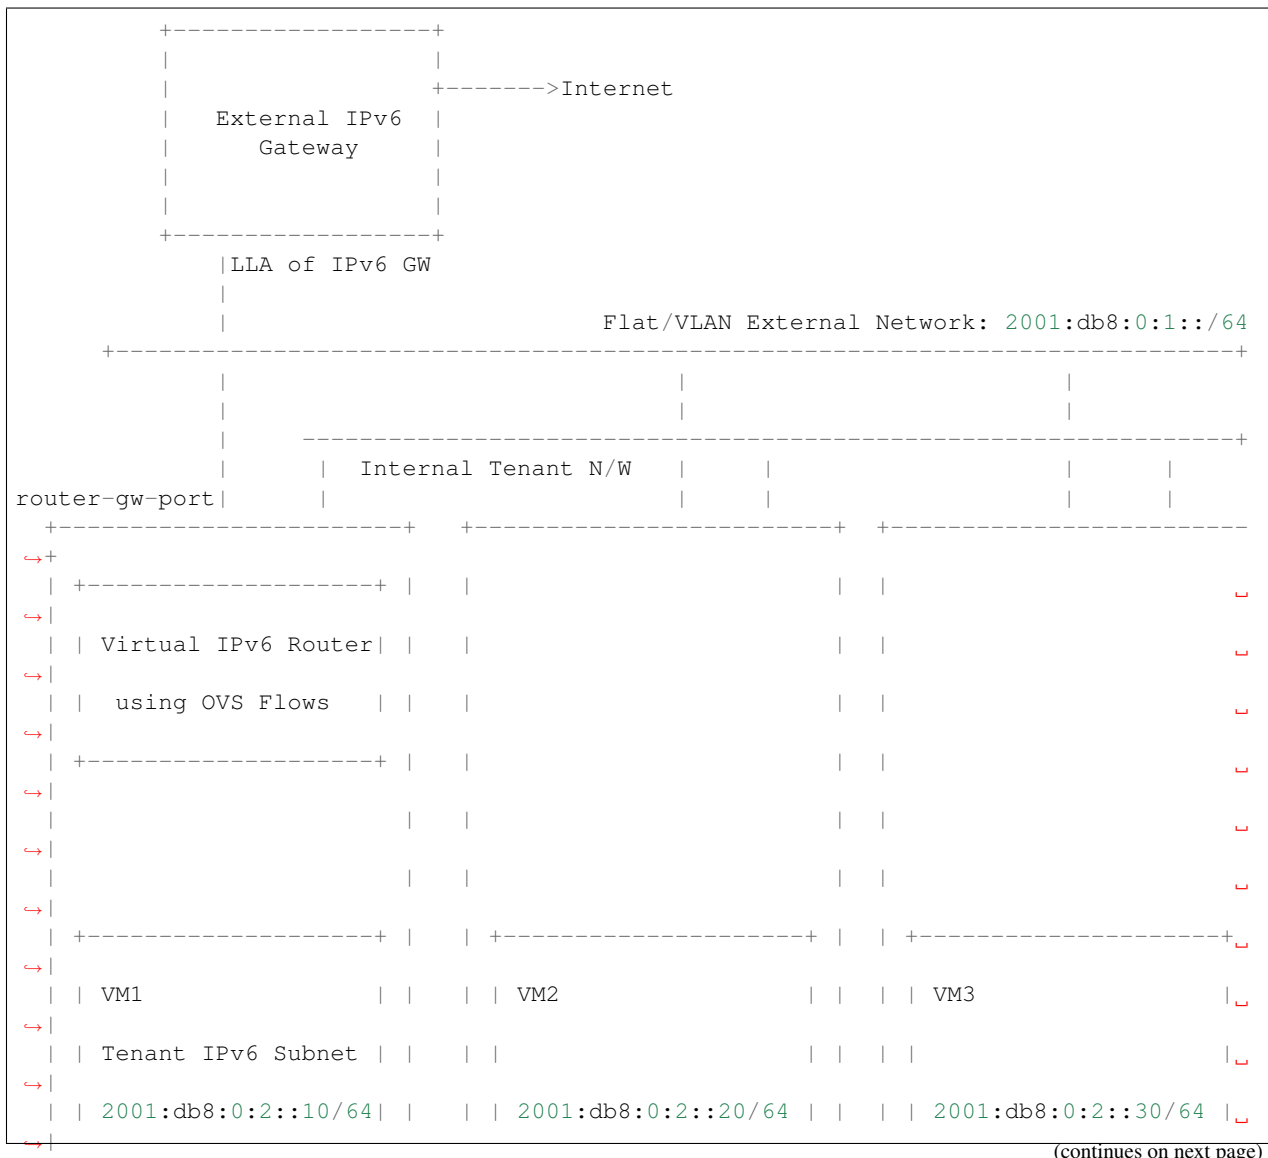 +------------------+
|                  |
|                  +------->Internet
|   External IPv6  |
|      Gateway     |
|                  |
|                  |
+------------------+
|LLA of IPv6 GW
|
|                          Flat/VLAN External Network: 2001:db8:0:1::/64
+------------------------------------------------------------------------------+
|                               |                          |
|                               |                          |
|     -----------------------------------------------------------------+
|      |  Internal Tenant N/W   |     |                    |      |
router-gw-port|      |                        |     |                    |      |
+------------------------+   +-------------------------+  +-------------------------
↪+
| +--------------------+ |   |                         |  |                        ␣
↪|
| | Virtual IPv6 Router| |   |                         |  |                        ␣
↪|
| |  using OVS Flows   | |   |                         |  |                        ␣
↪|
| +--------------------+ |   |                         |  |                        ␣
↪|
|                        |   |                         |  |                        ␣
↪|
|                        |   |                         |  |                        ␣
↪|
| +--------------------+ |   | +---------------------+ |  | +---------------------+␣
↪|
| | VM1                | |   | | VM2                 | |  | | VM3                 |␣
↪|
| | Tenant IPv6 Subnet | |   | |                     | |  | |                     |␣
↪|
| | 2001:db8:0:2::10/64| |   | | 2001:db8:0:2::20/64 | |  | | 2001:db8:0:2::30/64 |␣
↪|
(continues on next page)